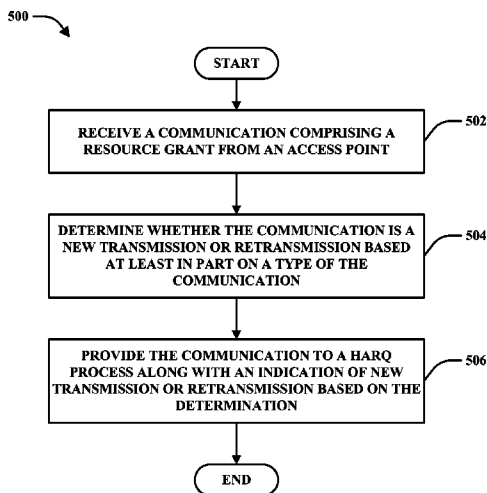 500
START
RECEIVE A COMMUNICATION COMPRISING A
RESOURCE GRANT FROM AN ACCESS POINT
502
DETERMINE WHETHER THE COMMUNICATION IS A
NEW TRANSMISSION OR RETRANSMISSION BASED
AT LEAST IN PART ON A TYPE OF THE
COMMUNICATION
504
PROVIDE THE COMMUNICATION TO A HARQ
PROCESS ALONG WITH AN INDICATION OF NEW
TRANSMISSION OR RETRANSMISSION BASED ON THE
DETERMINATION
506
END